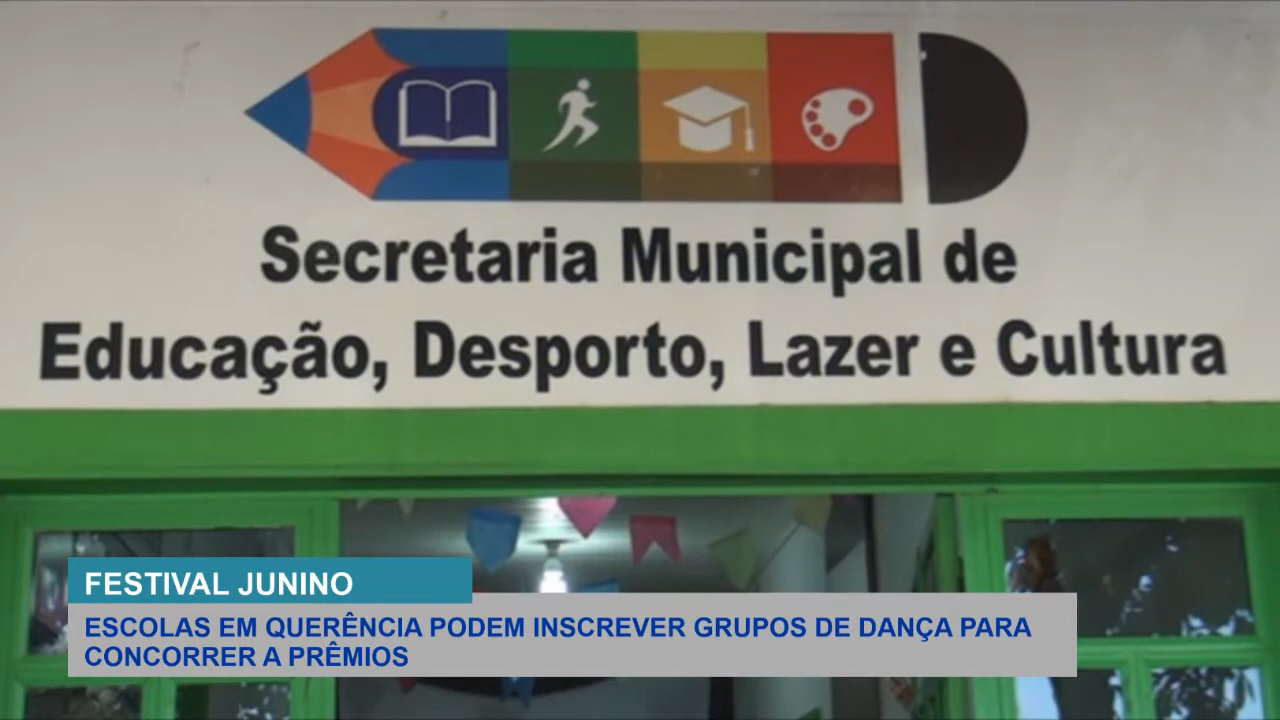 Secretaria Municipal de
Educação, Desporto, Lazer e Cultura
FESTIVAL JUNINO
ESCOLAS EM QUERÊNCIA PODEM INSCREVER GRUPOS DE DANÇA PARA
CONCORRER A PRÊMIOS